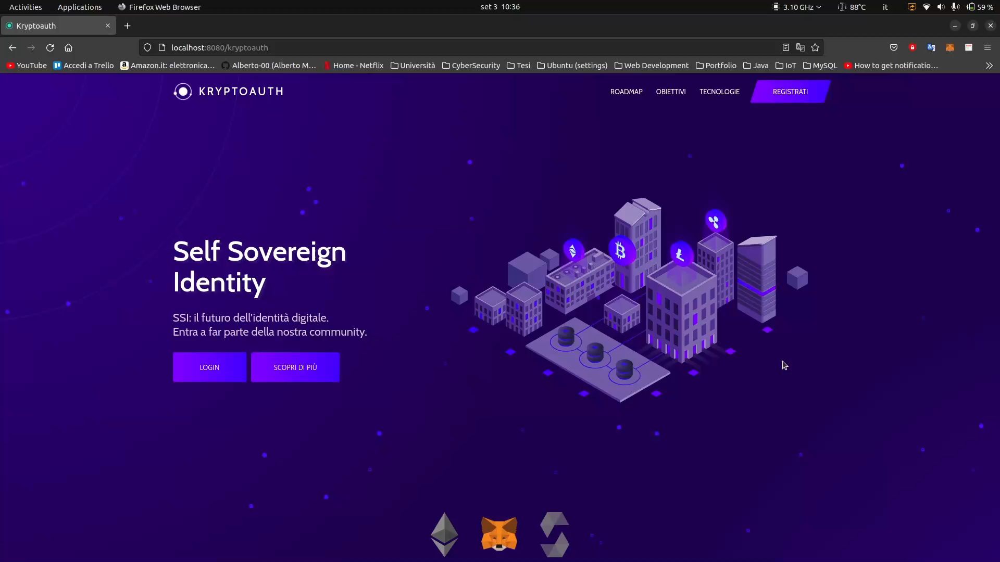 Activities
Applications
Firefox Web Browser
set 3 10:36
3.10 GHz
88°C
it
59 %
Kryptoauth
localhost:8080/kryptoauth
YouTube
Accedi a Trello
Amazon.it: elettronica…
Alberto-00 (Alberto M…
Home - Netflix
Università
CyberSecurity
Tesi
Ubuntu (settings)
Web Development
Portfolio
Java
IoT
MySQL
How to get notificatio…
KRYPTOAUTH
ROADMAP
OBIETTIVI
TECNOLOGIE
REGISTRATI
Self Sovereign
Identity
SSI: il futuro dell'identità digitale.
Entra a far parte della nostra community.
LOGIN
SCOPRI DI PIÙ